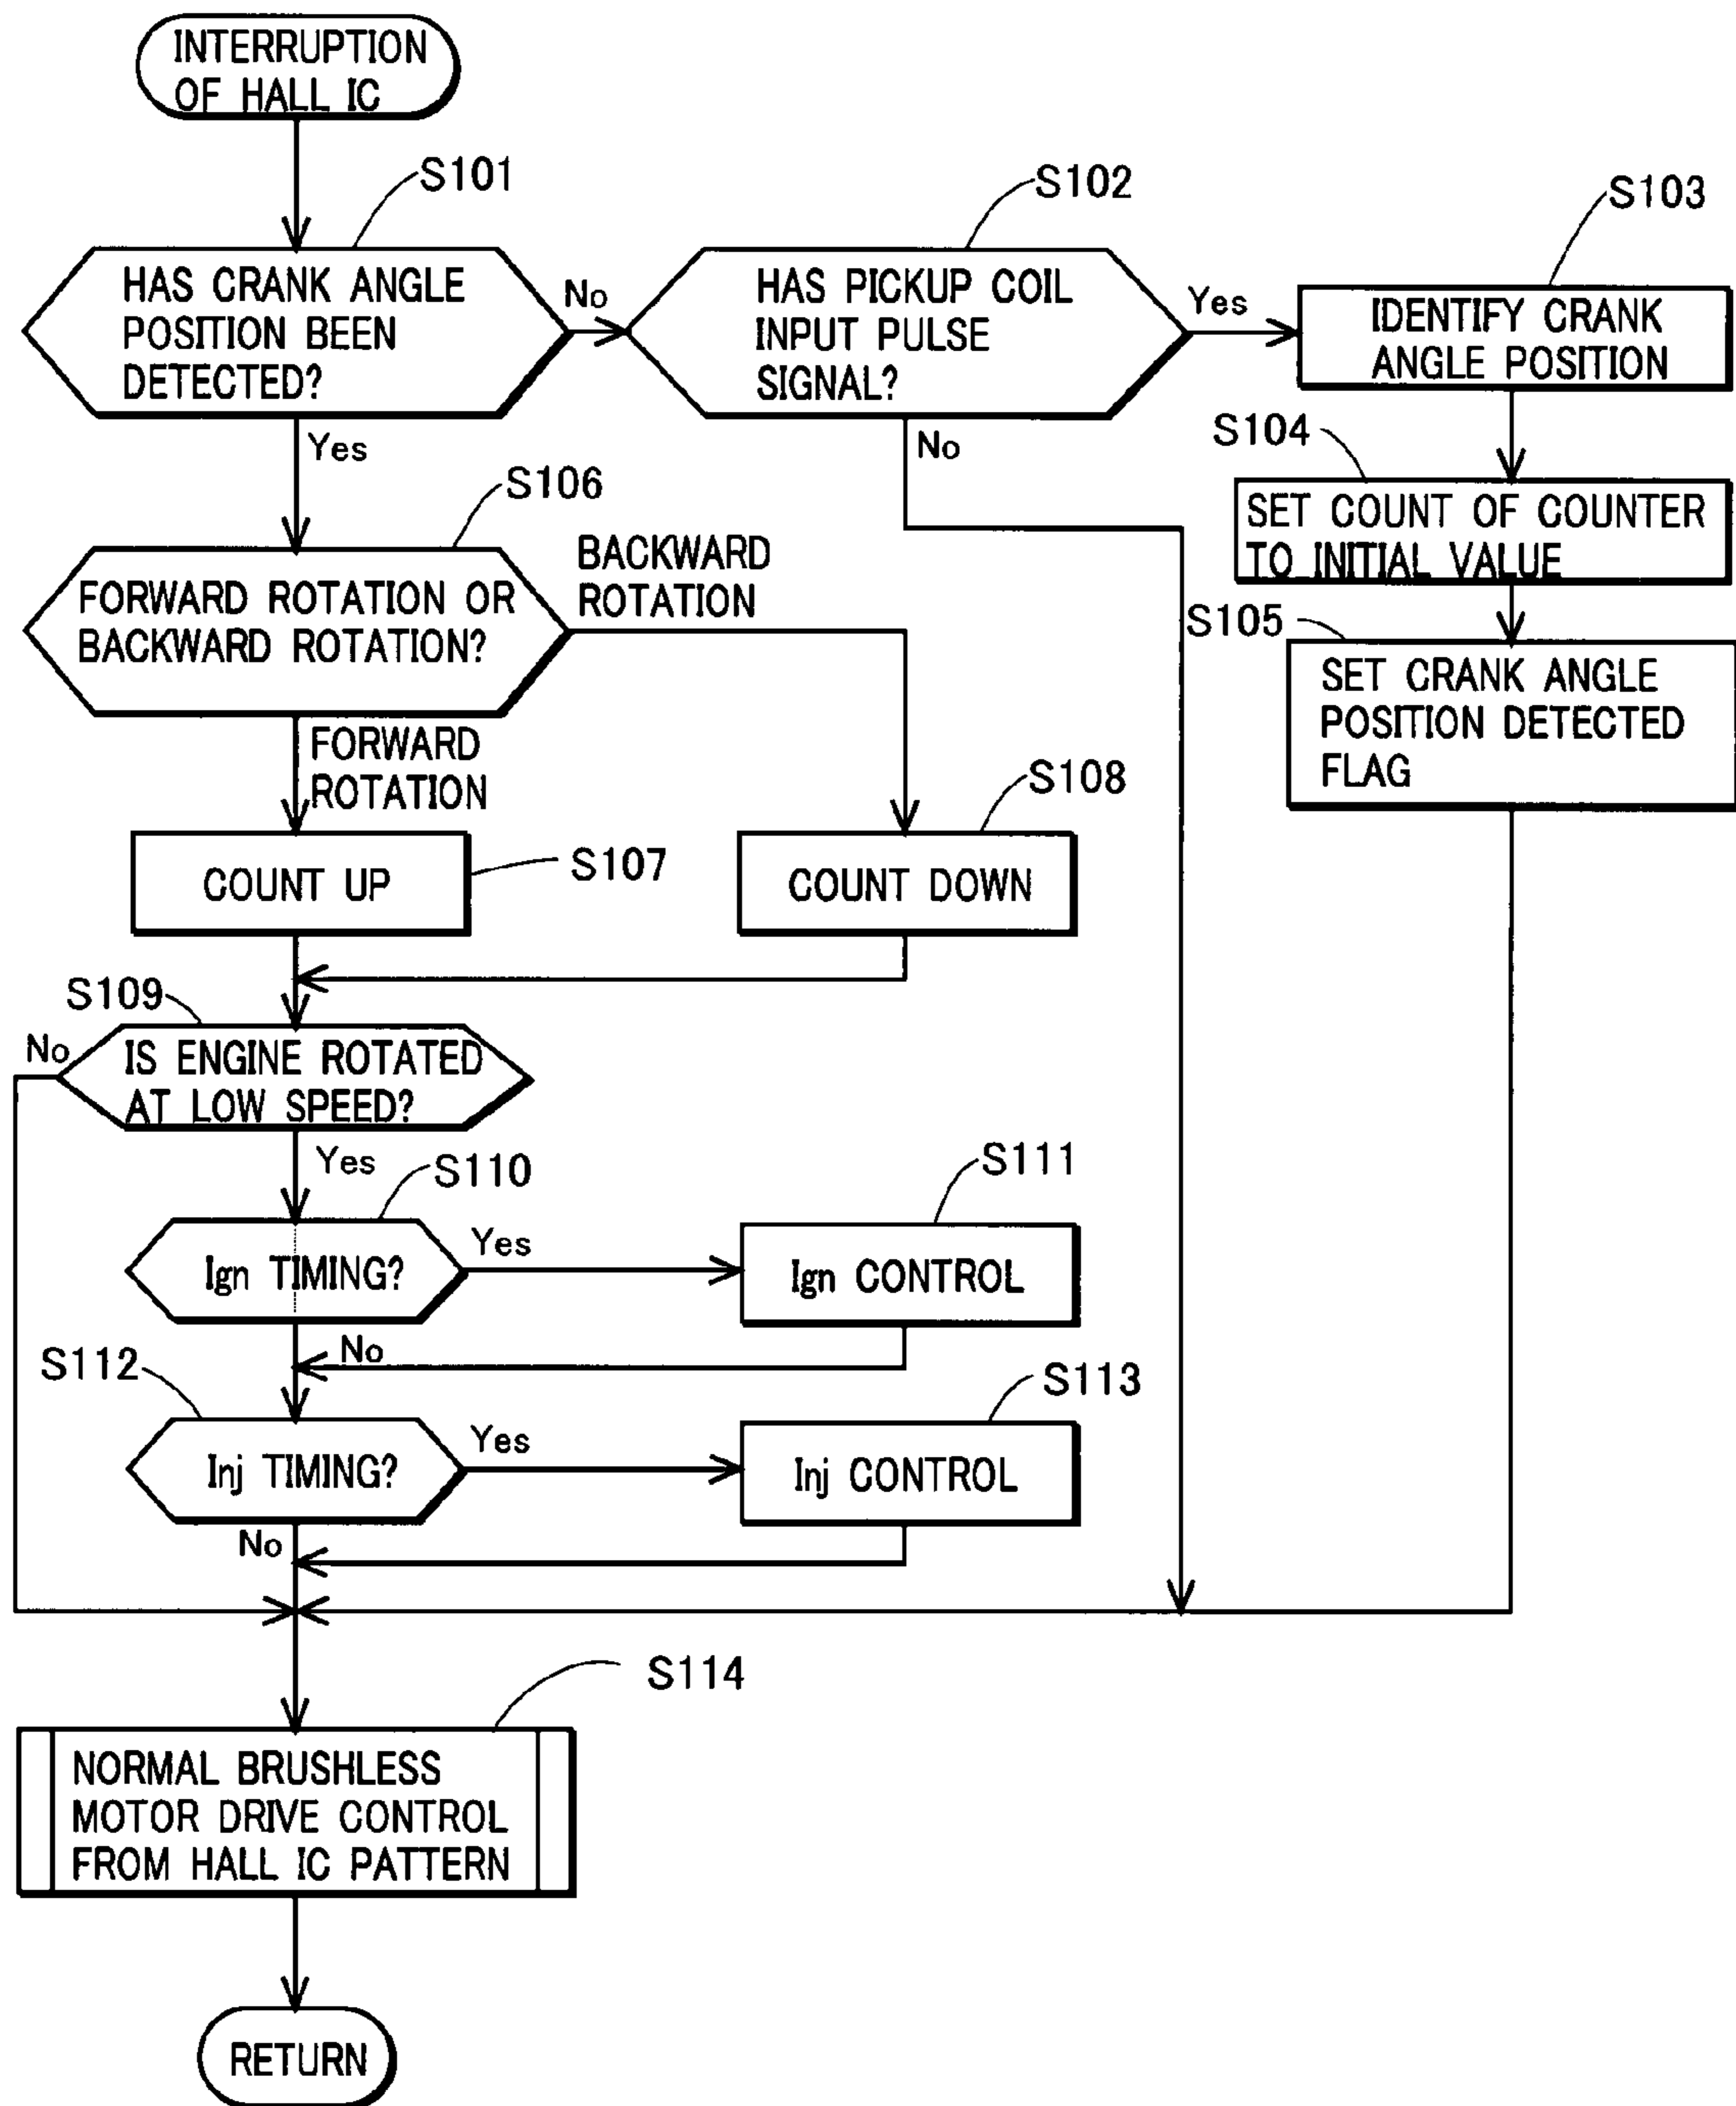 INTERRUPTION
OF HALL IC
S101
S102
S103
HAS CRANK ANGLE
POSITION BEEN
DETECTED?
No
HAS PICKUP COIL
INPUT PULSE
SIGNAL?
Yes
IDENTIFY CRANK
ANGLE POSITION
Yes
No
S104
SET COUNT OF COUNTER
TO INITIAL VALUE
S106
FORWARD ROTATION OR
BACKWARD ROTATION?
BACKWARD
ROTATION
S105
SET CRANK ANGLE
POSITION DETECTED
FLAG
FORWARD
ROTATION
S107
COUNT UP
S108
COUNT DOWN
S109
No
IS ENGINE ROTATED
AT LOW SPEED?
Yes
S110
Ign TIMING?
Yes
S111
Ign CONTROL
No
S112
Inj TIMING?
Yes
S113
Inj CONTROL
No
S114
NORMAL BRUSHLESS
MOTOR DRIVE CONTROL
FROM HALL IC PATTERN
RETURN